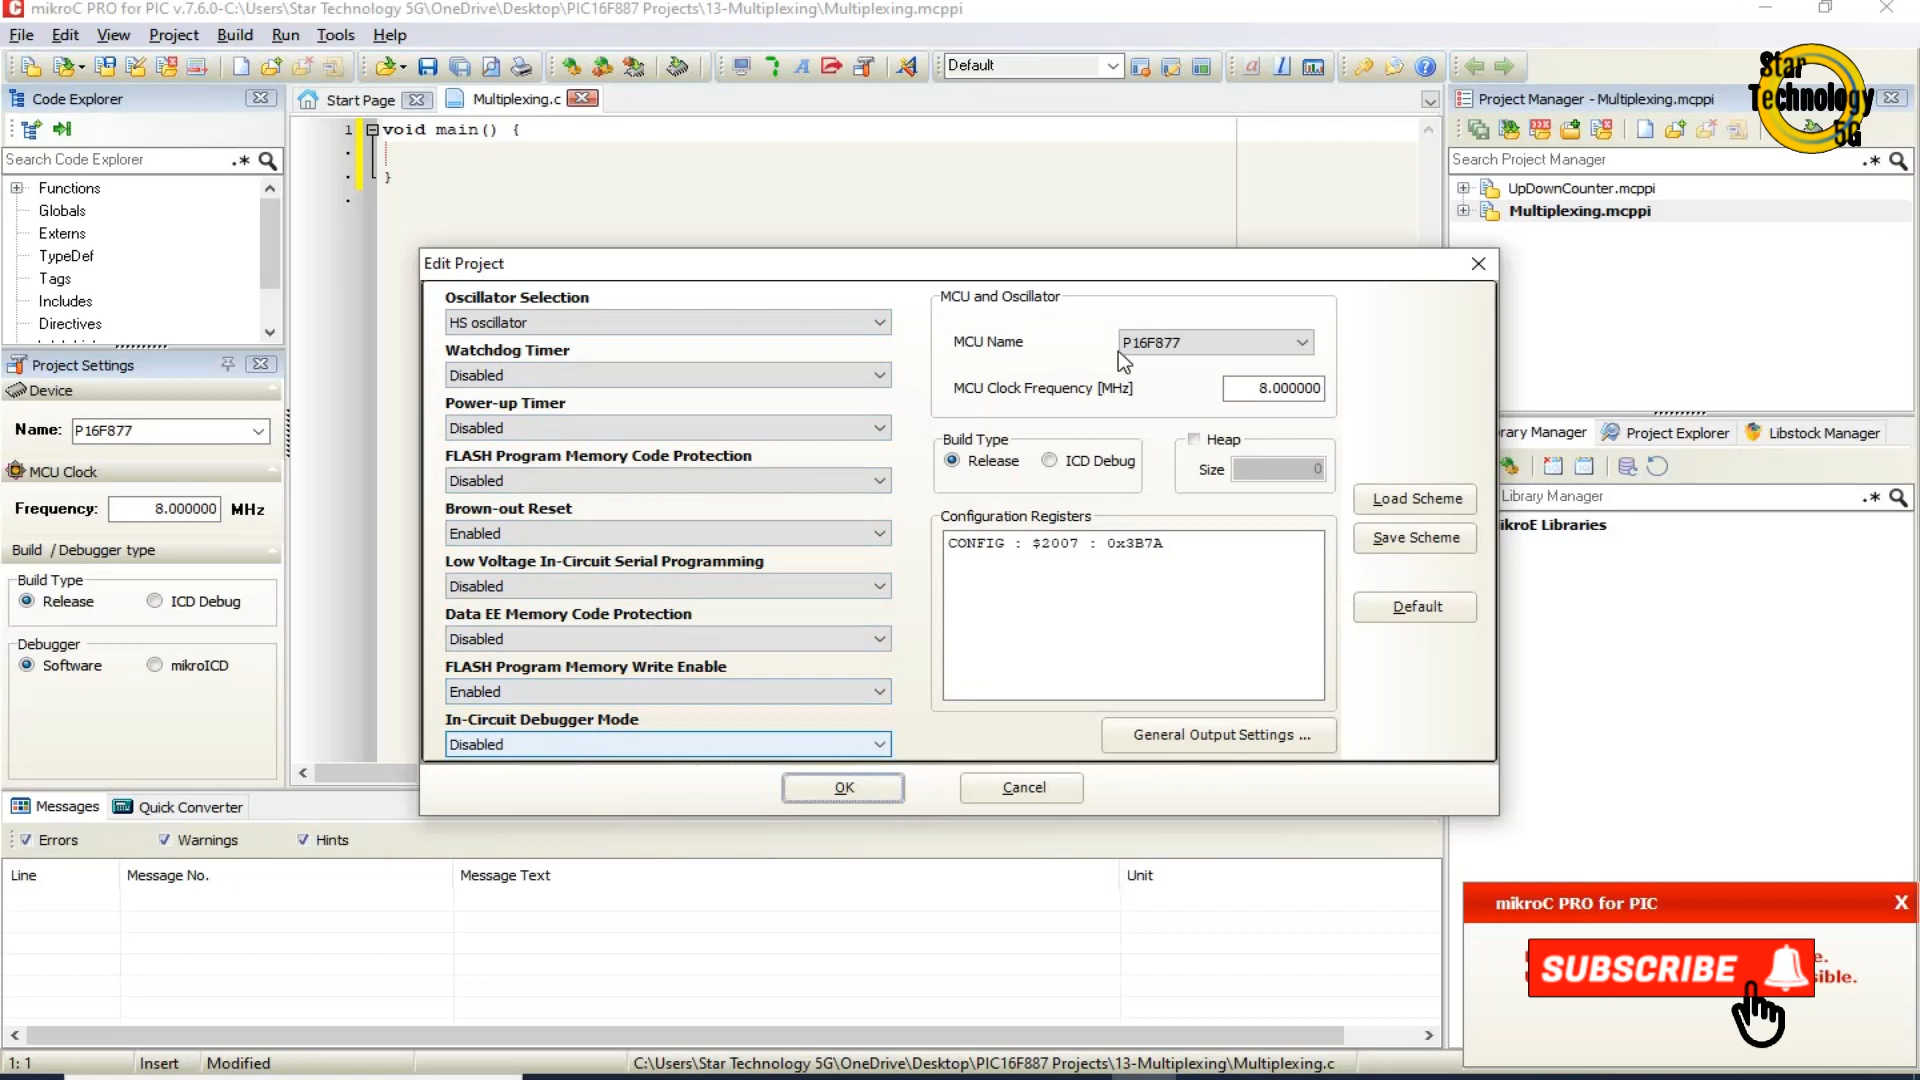 mikroC PRO for PIC v.7.6.0-C:\Users\Star Technology 5G\OneDrive\Desktop\PIC16F887 Projects\13-Multiplexing\Multiplexing.mcppi
File Edit View Project Build Run Tools Help
Default
Star
Technology
5G
Code Explorer
Start Page
Multiplexing.c
Project Manager - Multiplexing.mcppi
Search Code Explorer
Search Project Manager
1 void main() {
}
Functions
Globals
Externs
TypeDef
Tags
Includes
Directives
UpDownCounter.mcppi
Multiplexing.mcppi
Project Settings
Device
Name: P16F877
MCU Clock
Frequency: 8.000000 MHz
Build / Debugger type
Build Type
Release ICD Debug
Debugger
Software mikroICD
Edit Project
Oscillator Selection
HS oscillator
Watchdog Timer
Disabled
Power-up Timer
Disabled
FLASH Program Memory Code Protection
Disabled
Brown-out Reset
Enabled
Low Voltage In-Circuit Serial Programming
Disabled
Data EE Memory Code Protection
Disabled
FLASH Program Memory Write Enable
Enabled
In-Circuit Debugger Mode
Disabled
MCU and Oscillator
MCU Name P16F877
MCU Clock Frequency [MHz] 8.000000
Build Type
Release ICD Debug
Heap
Size 0
Configuration Registers
CONFIG : $2007 : 0x3B7A
General Output Settings ...
Load Scheme
Save Scheme
Default
OK Cancel
rary Manager Project Explorer Libstock Manager
Library Manager
ikroE Libraries
Messages Quick Converter
Errors Warnings Hints
Line Message No. Message Text Unit
mikroC PRO for PIC X
SUBSCRIBE
e.
ible.
1: 1 Insert Modified C:\Users\Star Technology 5G\OneDrive\Desktop\PIC16F887 Projects\13-Multiplexing\Multiplexing.c